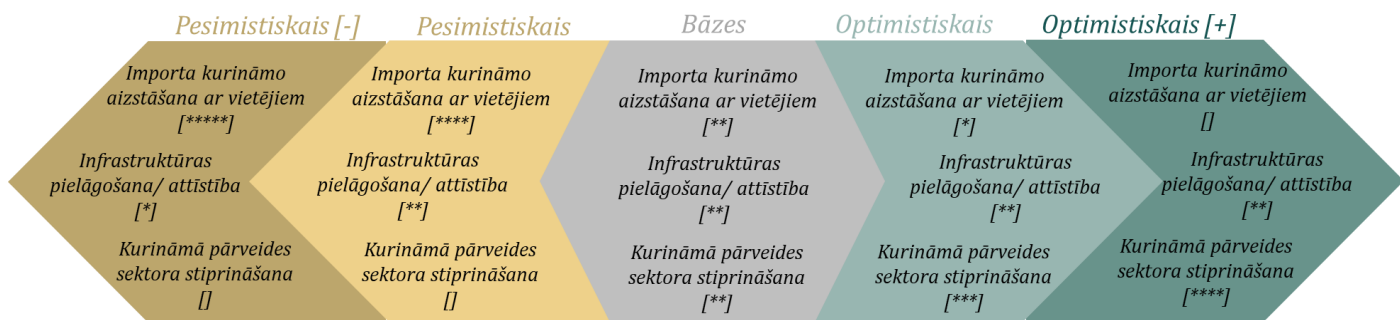 Pesimistiskais [-]
Pesimistiskais
Bāzes
Optimistiskais
Optimistiskais [+]
Importa kurināmo
aizstāšana ar vietējiem
[*****]
Infrastruktūras
pielāgošana/ attīstība
[*]
Kurināmā pārveides
sektora stiprināšana
[]
Importa kurināmo
aizstāšana ar vietējiem
[****]
Infrastruktūras
pielāgošana/ attīstība
[**]
Kurināmā pārveides
sektora stiprināšana
[]
Importa kurināmo
aizstāšana ar vietējiem
[**]
Infrastruktūras
pielāgošana/ attīstība
[**]
Kurināmā pārveides
sektora stiprināšana
[**]
Importa kurināmo
aizstāšana ar vietējiem
[*]
Infrastruktūras
pielāgošana/ attīstība
[**]
Kurināmā pārveides
sektora stiprināšana
[***]
Importa kurināmo
aizstāšana ar vietējiem
[]
Infrastruktūras
pielāgošana/ attīstība
[**]
Kurināmā pārveides
sektora stiprināšana
[****]